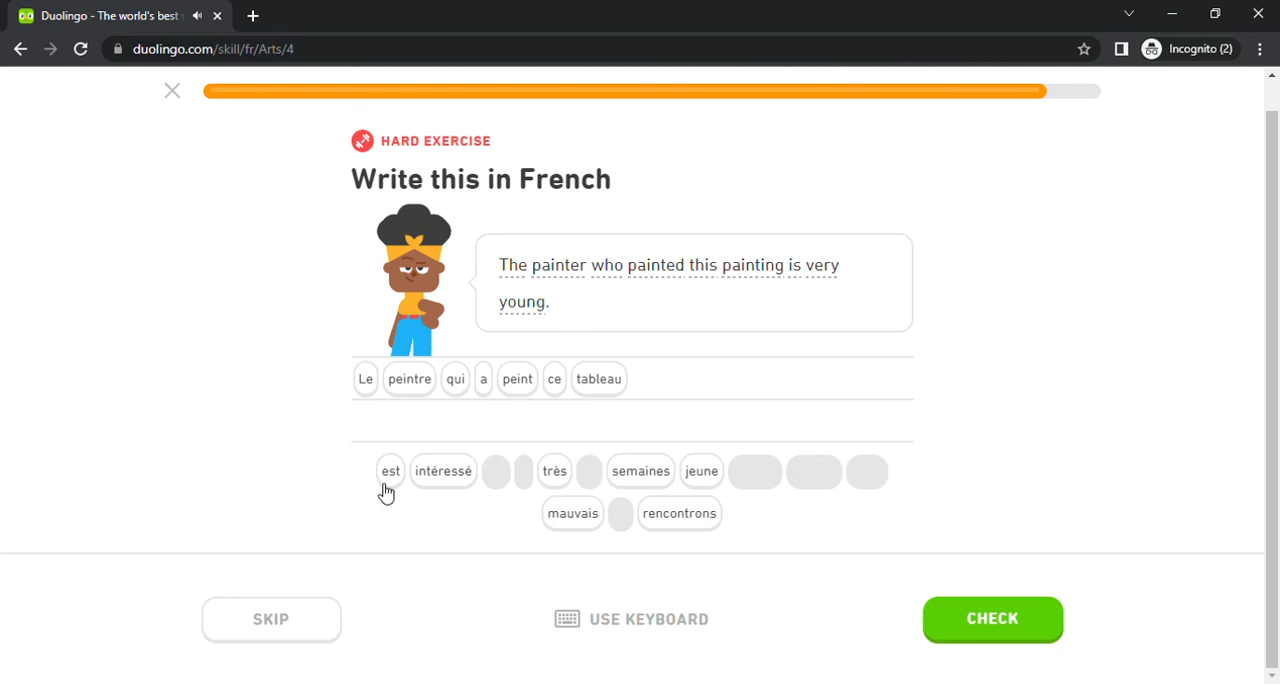 Duolingo - The world's best
duolingo.com/skill/fr/Arts/4
Incognito (2)
HARD EXERCISE
Write this in French
The painter who painted this painting is very
young.
Le peintre qui a peint ce tableau
est intéressé très semaines jeune
mauvais rencontrons
SKIP
USE KEYBOARD
CHECK